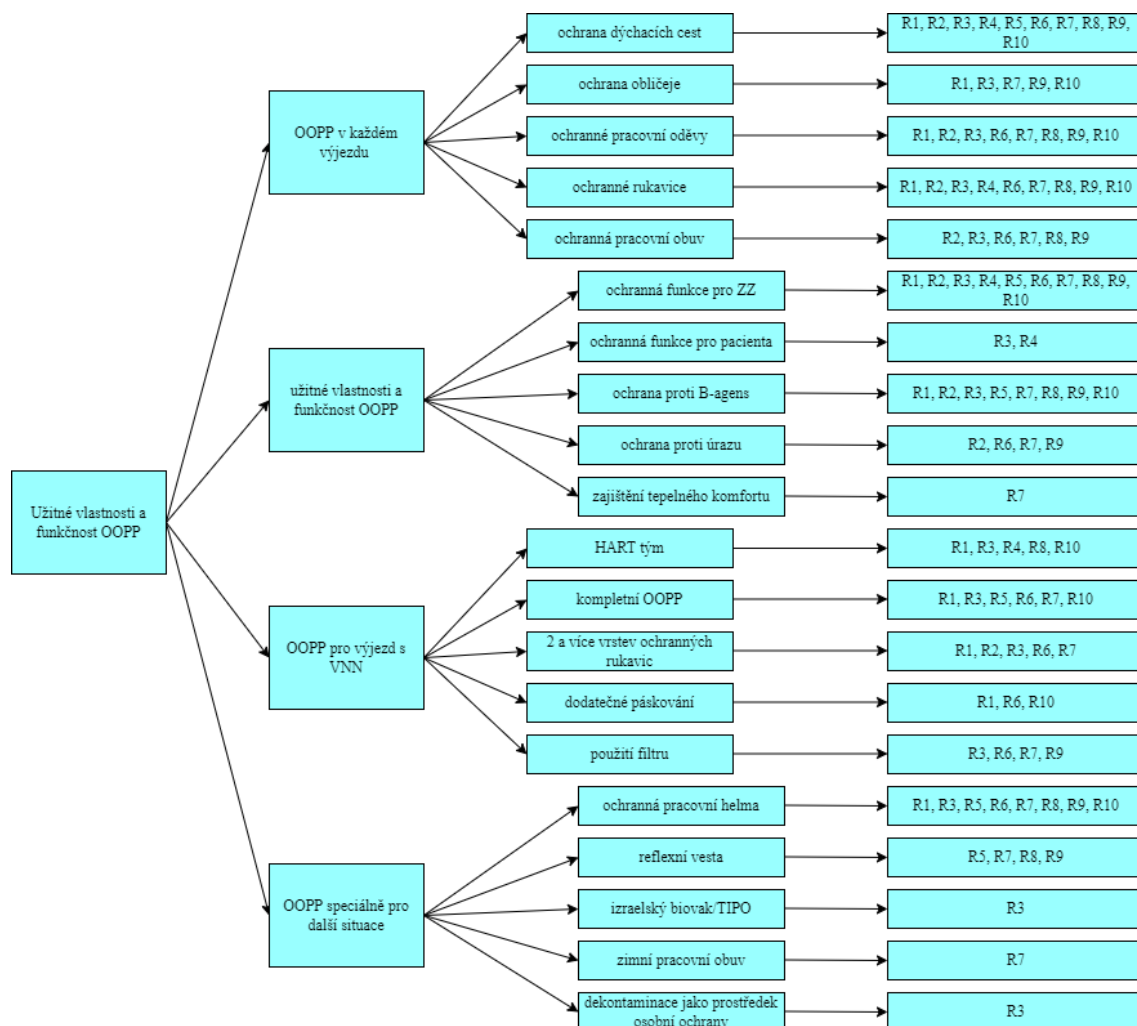 Užitné vlastnosti a
funkčnost OOPP
OOPP v každém
výjezdu
ochrana dýchacích cest
R1, R2, R3, R4, R5, R6, R7, R8, R9,
R10
ochrana obličeje
R1, R3, R7, R9, R10
ochranné pracovní oděvy
R1, R2, R3, R6, R7, R8, R9, R10
ochranné rukavice
R1, R2, R3, R4, R6, R7, R8, R9, R10
ochranná pracovní obuv
R2, R3, R6, R7, R8, R9
užitné vlastnosti a
funkčnost OOPP
ochranná funkce pro ZZ
R1, R2, R3, R4, R5, R6, R7, R8, R9,
R10
ochranná funkce pro pacienta
R3, R4
ochrana proti B-agens
R1, R2, R3, R5, R7, R8, R9, R10
ochrana proti úrazu
R2, R6, R7, R9
zajištění tepelného komfortu
R7
OOPP pro výjezd s
VNN
HART tým
R1, R3, R4, R8, R10
kompletní OOPP
R1, R3, R5, R6, R7, R10
2 a více vrstev ochranných
rukavic
R1, R2, R3, R6, R7
dodatečné páskování
R1, R6, R10
použití filtru
R3, R6, R7, R9
OOPP speciálně pro
další situace
ochranná pracovní helma
R1, R3, R5, R6, R7, R8, R9, R10
reflexní vesta
R5, R7, R8, R9
izraelský biovak/TIPO
R3
zimní pracovní obuv
R7
dekontaminace jako prostředek
osobní ochrany
R3